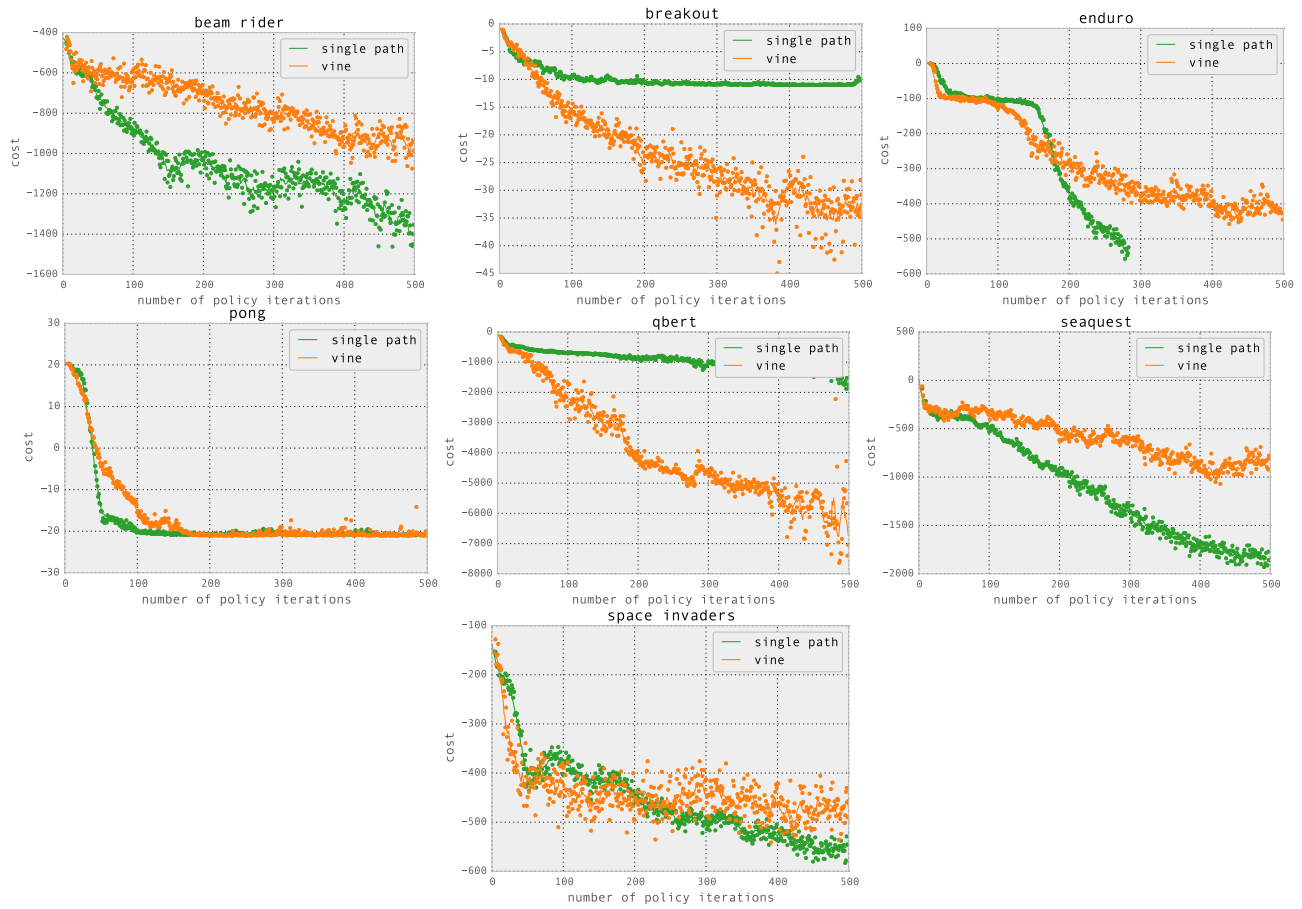 beam rider
−400
−600
−800
−1000
−1200
−1400
−1600
cost
single path
vine
0 100 200 300 400 500
number of policy iterations
breakout
0
−5
−10
−15
−20
−25
−30
−35
−40
−45
cost
single path
vine
0 100 200 300 400 500
number of policy iterations
enduro
100
0
−100
−200
−300
−400
−500
−600
cost
single path
vine
0 100 200 300 400 500
number of policy iterations
pong
30
20
10
0
−10
−20
−30
cost
single path
vine
0 100 200 300 400 500
number of policy iterations
qbert
0
−1000
−2000
−3000
−4000
−5000
−6000
−7000
−8000
cost
single path
vine
0 100 200 300 400 500
number of policy iterations
seaquest
500
0
−500
−1000
−1500
−2000
cost
single path
vine
0 100 200 300 400 500
number of policy iterations
space invaders
−100
−200
−300
−400
−500
−600
cost
single path
vine
0 100 200 300 400 500
number of policy iterations